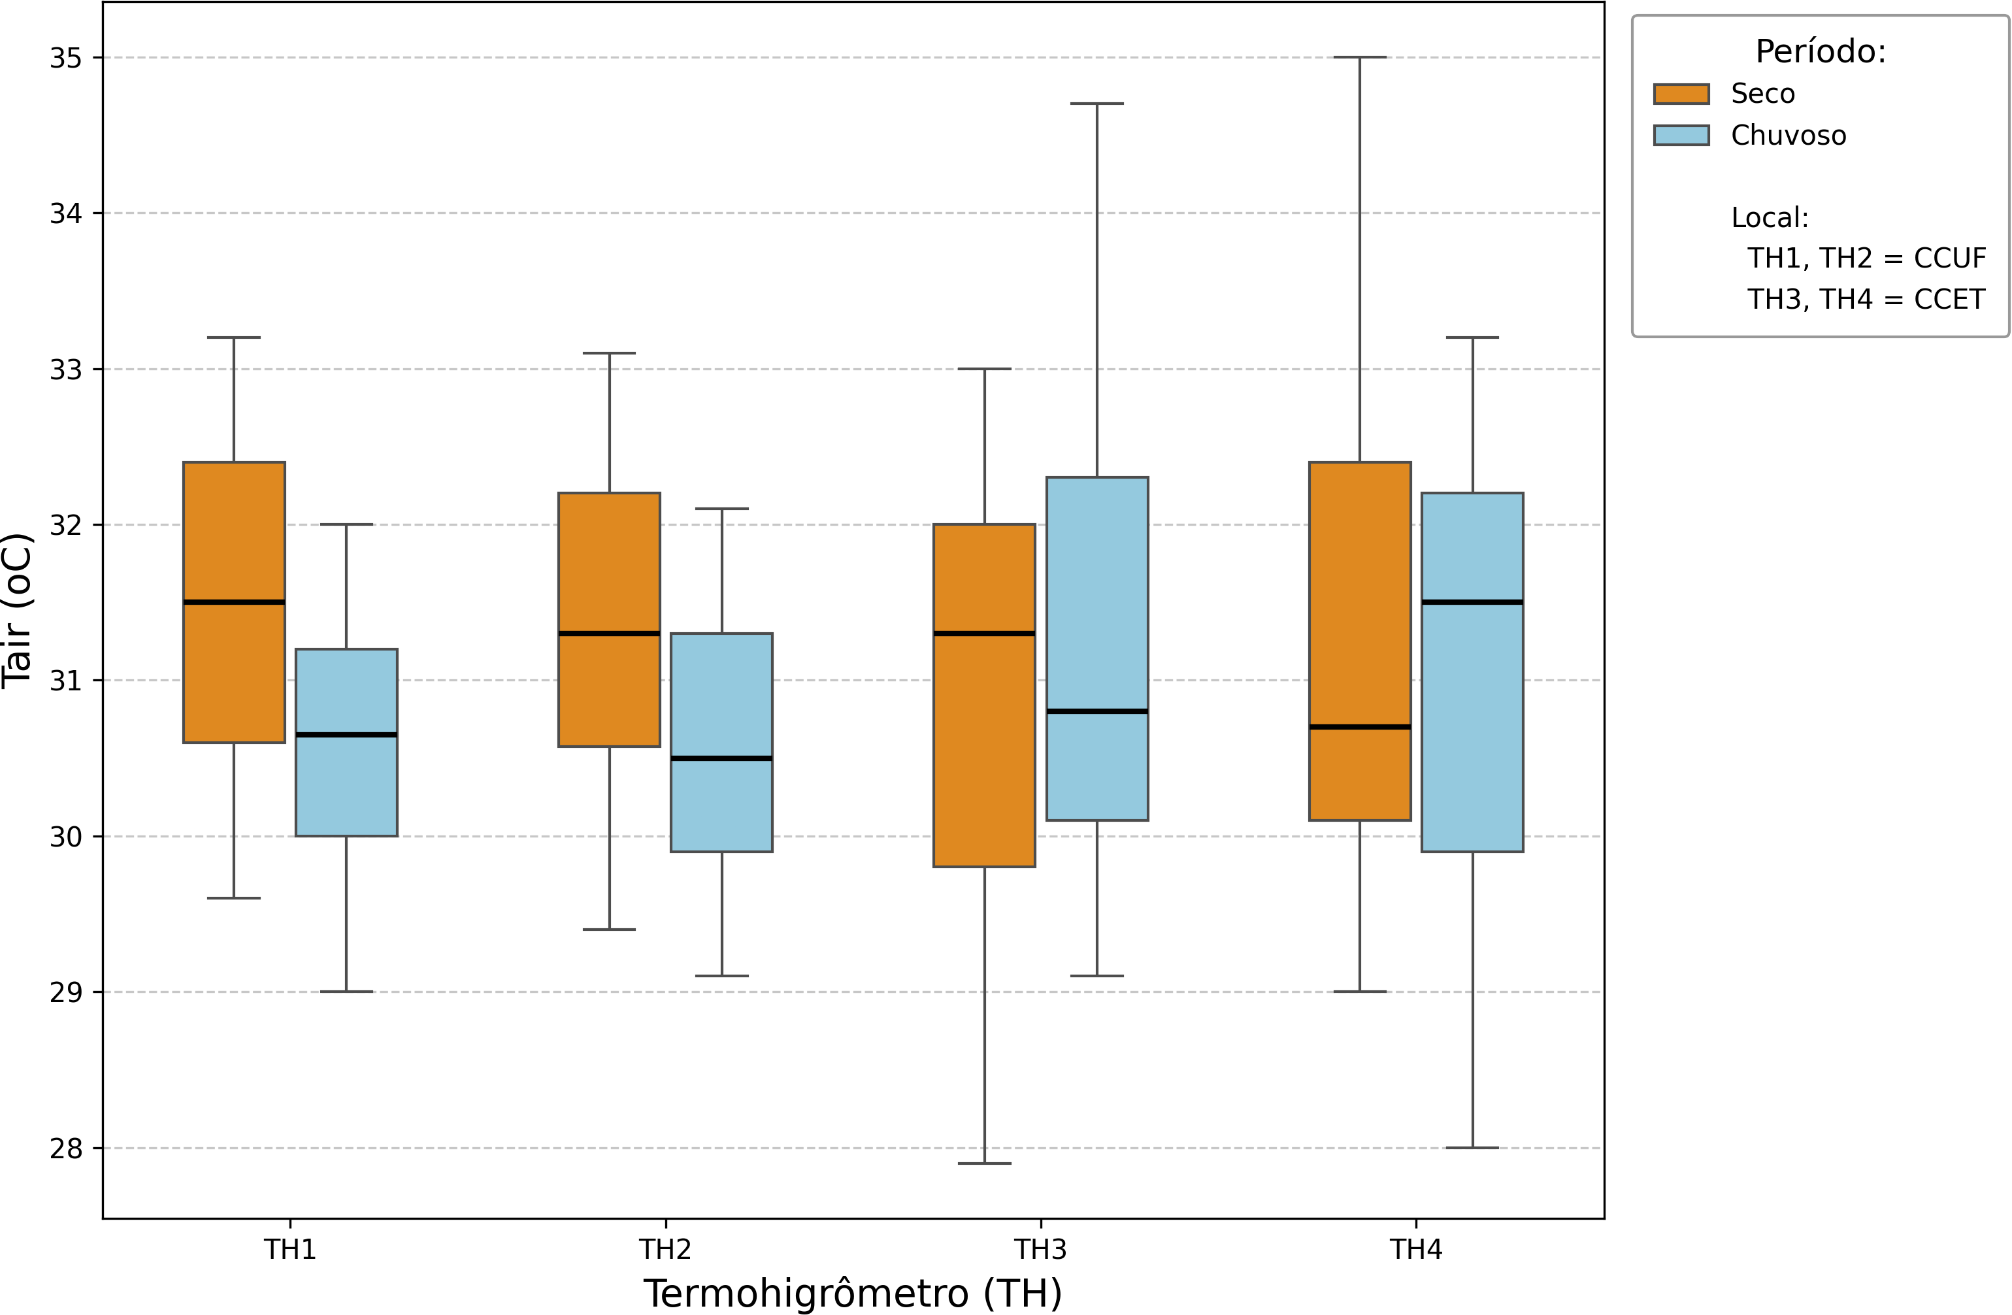 35
34
33
32
31
30
29
28
Tair (oC)
TH1
TH2
TH3
TH4
Termohigrômetro (TH)
Período:
Seco
Chuvoso
Local:
TH1, TH2 = CCUF
TH3, TH4 = CCET